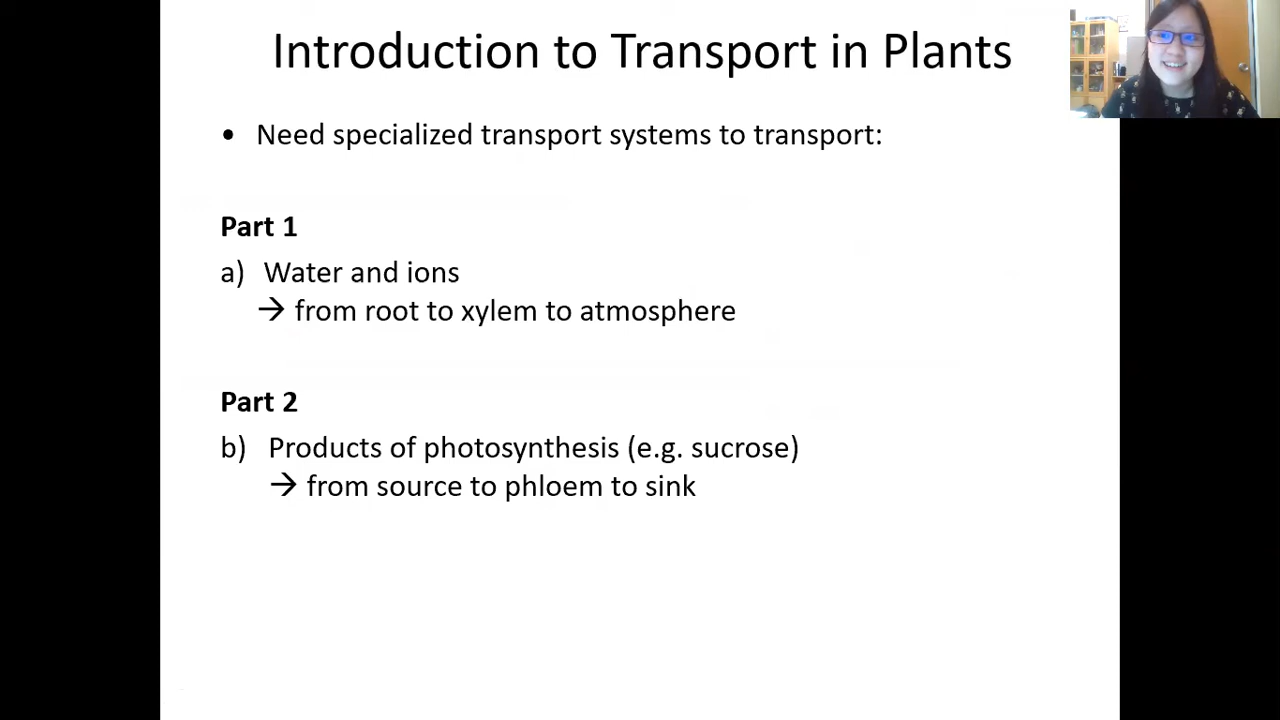 Introduction to Transport in Plants
• Need specialized transport systems to transport:
Part 1
a) Water and ions
→ from root to xylem to atmosphere
Part 2
b) Products of photosynthesis (e.g. sucrose)
→ from source to phloem to sink